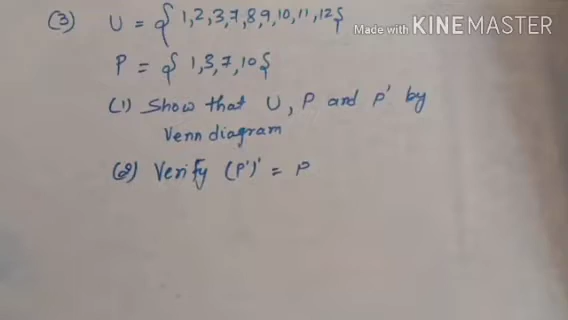 (3) U = { 1,2,3,7,8,9,10,11,12}
Made with KINEMASTER
P = { 1,3,7,10}
(1) Show that U, P and P' by
Venn diagram
(2) Verify (P')' = P